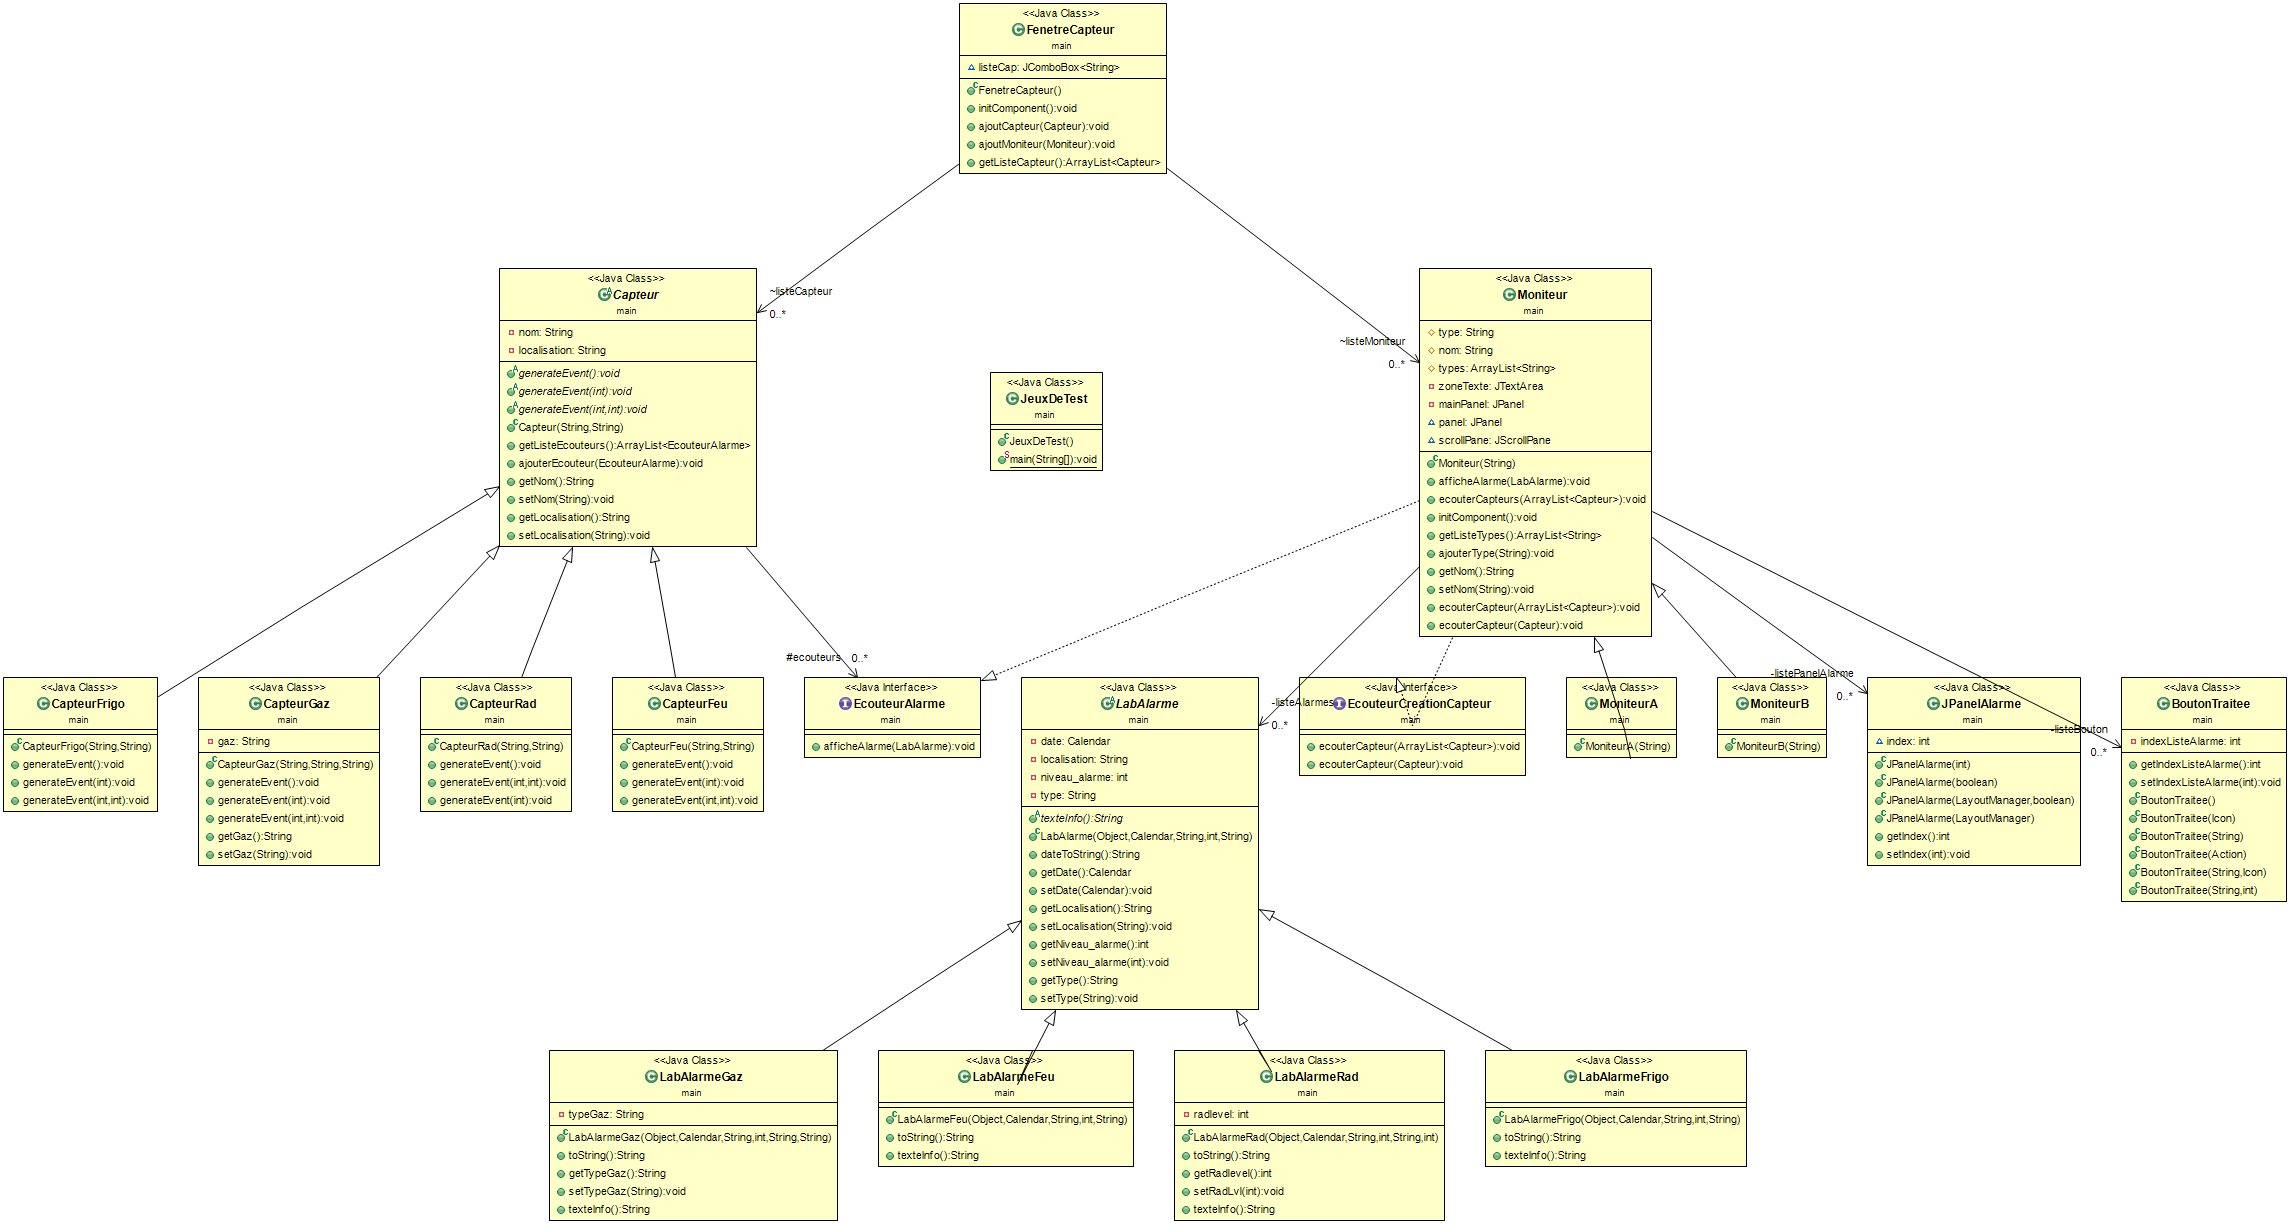 <<Java Class>>
FenetreCapteur
main
listeCap: JComboBox<String>
FenetreCapteur()
initComponent():void
ajoutCapteur(Capteur):void
ajoutMoniteur(Moniteur):void
getListeCapteur():ArrayList<Capteur>
~listeCapteur
0..*
~listeMoniteur
0..*
<<Java Class>>
Capteur
main
nom: String
localisation: String
generateEvent():void
generateEvent(int):void
generateEvent(int,int):void
Capteur(String,String)
getListeEcouteurs():ArrayList<EcouteurAlarme>
ajouterEcouteur(EcouteurAlarme):void
getNom():String
setNom(String):void
getLocalisation():String
setLocalisation(String):void
<<Java Class>>
JeuxDeTest
main
JeuxDeTest()
main(String[]):void
<<Java Class>>
Moniteur
main
type: String
nom: String
types: ArrayList<String>
zoneTexte: JTextArea
mainPanel: JPanel
panel: JPanel
scrollPane: JScrollPane
Moniteur(String)
afficheAlarme(LabAlarme):void
ecouterCapteurs(ArrayList<Capteur>):void
initComponent():void
getListeTypes():ArrayList<String>
ajouterType(String):void
getNom():String
setNom(String):void
ecouterCapteur(ArrayList<Capteur>):void
ecouterCapteur(Capteur):void
#ecouteurs
0..*
-listeAlarmes
0..*
-listePanelAlarme
0..*
-listeBouton
0..*
<<Java Class>>
CapteurFrigo
main
CapteurFrigo(String,String)
generateEvent():void
generateEvent(int):void
generateEvent(int,int):void
<<Java Class>>
CapteurGaz
main
gaz: String
CapteurGaz(String,String,String)
generateEvent():void
generateEvent(int):void
generateEvent(int,int):void
getGaz():String
setGaz(String):void
<<Java Class>>
CapteurRad
main
CapteurRad(String,String)
generateEvent():void
generateEvent(int,int):void
generateEvent(int):void
<<Java Class>>
CapteurFeu
main
CapteurFeu(String,String)
generateEvent():void
generateEvent(int):void
generateEvent(int,int):void
<<Java Interface>>
EcouteurAlarme
main
afficheAlarme(LabAlarme):void
<<Java Class>>
LabAlarme
main
date: Calendar
localisation: String
niveau_alarme: int
type: String
texteInfo():String
LabAlarme(Object,Calendar,String,int,String)
dateToString():String
getDate():Calendar
setDate(Calendar):void
getLocalisation():String
setLocalisation(String):void
getNiveau_alarme():int
setNiveau_alarme(int):void
getType():String
setType(String):void
<<Java Interface>>
EcouteurCreationCapteur
main
ecouterCapteur(ArrayList<Capteur>):void
ecouterCapteur(Capteur):void
<<Java Class>>
MoniteurA
main
MoniteurA(String)
<<Java Class>>
MoniteurB
main
MoniteurB(String)
<<Java Class>>
JPanelAlarme
main
index: int
JPanelAlarme(int)
JPanelAlarme(boolean)
JPanelAlarme(LayoutManager,boolean)
JPanelAlarme(LayoutManager)
getIndex():int
setIndex(int):void
<<Java Class>>
BoutonTraitee
main
indexListeAlarme: int
getIndexListeAlarme():int
setIndexListeAlarme(int):void
BoutonTraitee()
BoutonTraitee(Icon)
BoutonTraitee(String)
BoutonTraitee(Action)
BoutonTraitee(String,Icon)
BoutonTraitee(String,int)
<<Java Class>>
LabAlarmeGaz
main
typeGaz: String
LabAlarmeGaz(Object,Calendar,String,int,String,String)
toString():String
getTypeGaz():String
setTypeGaz(String):void
texteInfo():String
<<Java Class>>
LabAlarmeFeu
main
LabAlarmeFeu(Object,Calendar,String,int,String)
toString():String
texteInfo():String
<<Java Class>>
LabAlarmeRad
main
radlevel: int
LabAlarmeRad(Object,Calendar,String,int,String,int)
toString():String
getRadlevel():int
setRadLvl(int):void
texteInfo():String
<<Java Class>>
LabAlarmeFrigo
main
LabAlarmeFrigo(Object,Calendar,String,int,String)
toString():String
texteInfo():String